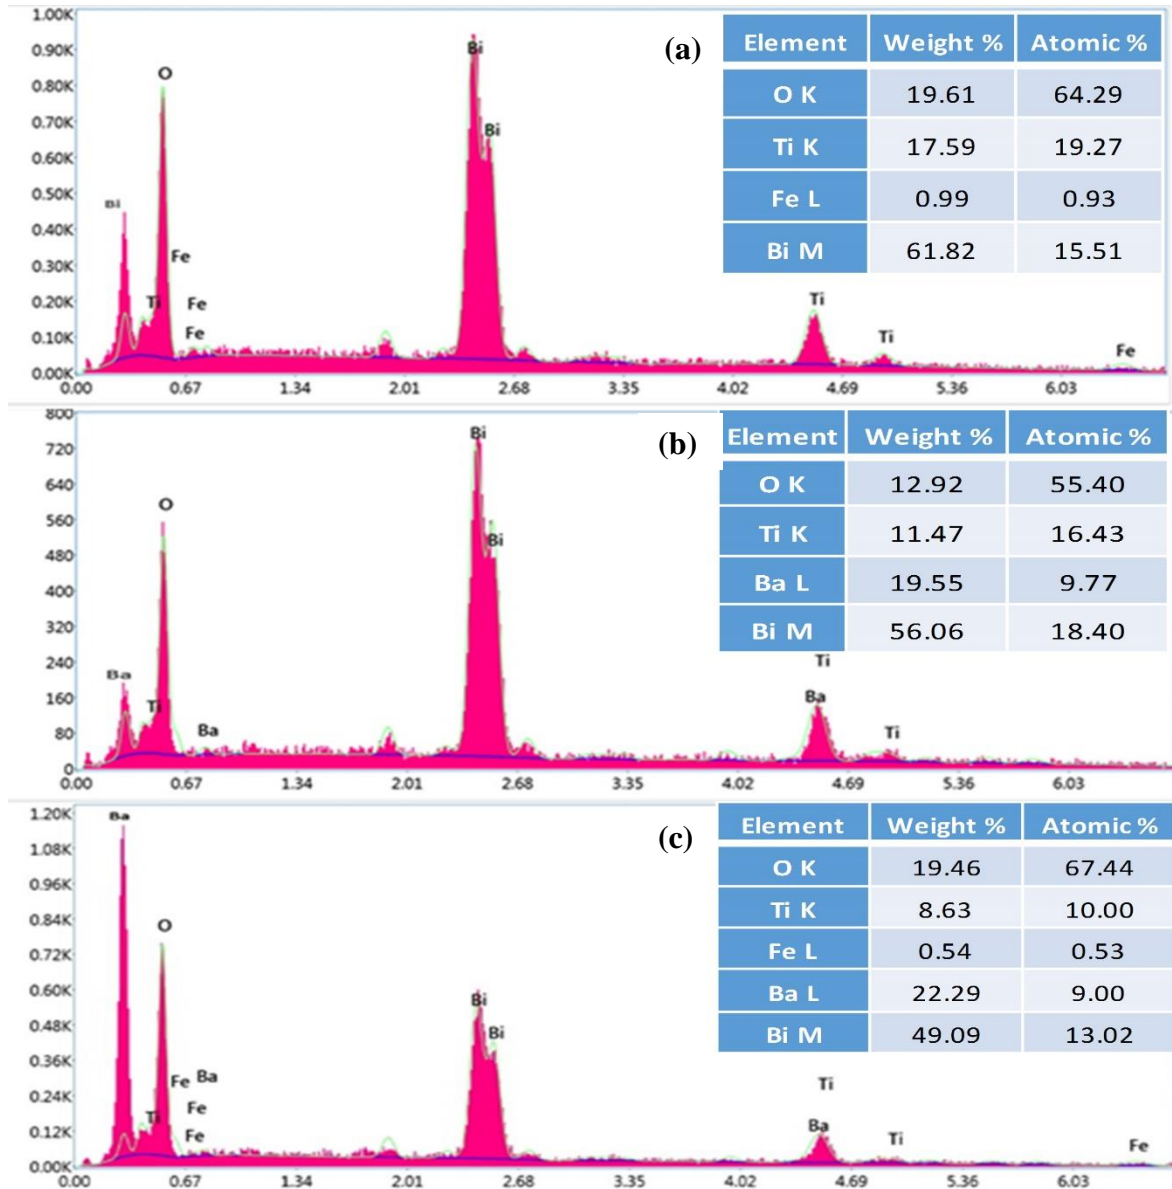 1.00K
0.90K
0.80K
0.70K
0.60K
0.50K
0.40K
0.30K
0.20K
0.10K
0.00K
Bi
O
Ti
Fe
Fe
Fe
Bi
Bi
Ti
Ti
Fe
0.00 0.67 1.34 2.01 2.68 3.35 4.02 4.69 5.36 6.03
(a)
Element Weight % Atomic %
O K 19.61 64.29
Ti K 17.59 19.27
Fe L 0.99 0.93
Bi M 61.82 15.51
800
720
640
560
480
400
320
240
160
80
0
Ba
Ti
O
Ba
Bi
Bi
Ti
Ba
Ti
0.00 0.67 1.34 2.01 2.68 3.35 4.02 4.69 5.36 6.03
(b)
Element Weight % Atomic %
O K 12.92 55.40
Ti K 11.47 16.43
Ba L 19.55 9.77
Bi M 56.06 18.40
1.20K
1.08K
0.96K
0.84K
0.72K
0.60K
0.48K
0.36K
0.24K
0.12K
0.00K
Ba
O
Ti
Fe Ba
Fe
Fe
Bi
Bi
Ti
Ba
Ti
Fe
0.00 0.67 1.34 2.01 2.68 3.35 4.02 4.69 5.36 6.03
(c)
Element Weight % Atomic %
O K 19.46 67.44
Ti K 8.63 10.00
Fe L 0.54 0.53
Ba L 22.29 9.00
Bi M 49.09 13.02